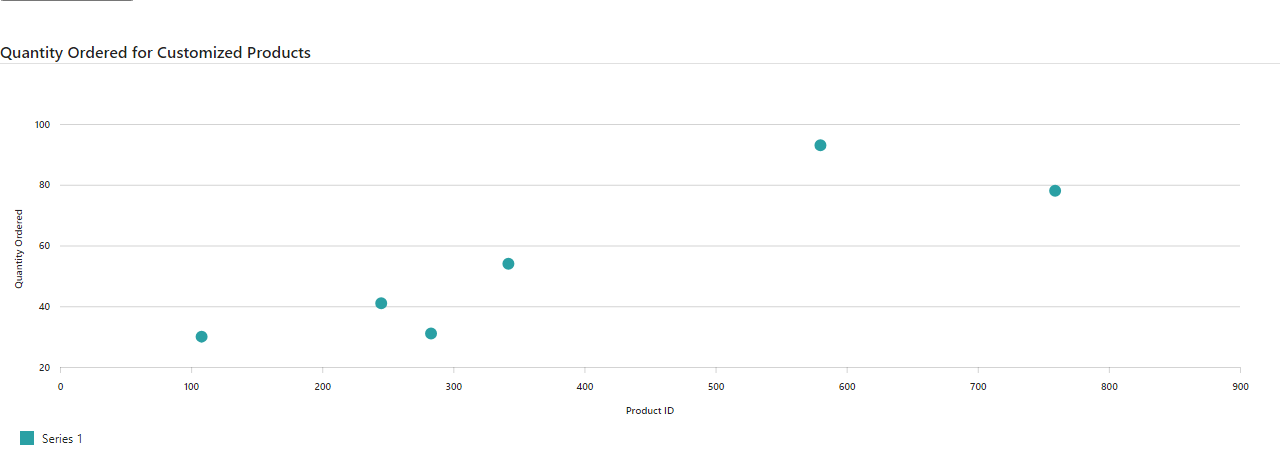 Quantity Ordered for Customized Products
100
80
60
40
20
Quantity Ordered
0 100 200 300 400 500 600 700 800 900
Product ID
Series 1